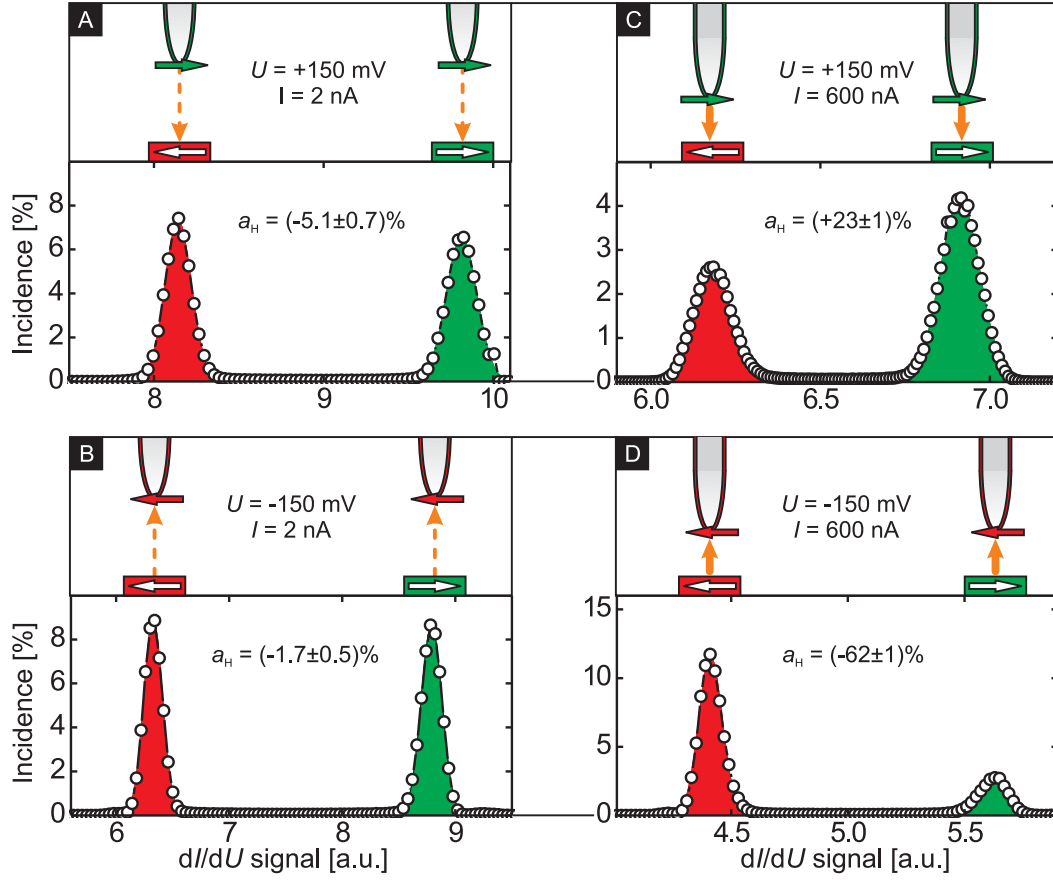 A
U = +150 mV
I = 2 nA
Incidence [%]
8
6
4
2
0
a_H = (-5.1±0.7)%
8
9
10
C
U = +150 mV
I = 600 nA
4
3
2
1
0
a_H = (+23±1)%
6.0
6.5
7.0
B
U = -150 mV
I = 2 nA
Incidence [%]
8
6
4
2
0
a_H = (-1.7±0.5)%
6
7
8
9
dI/dU signal [a.u.]
D
U = -150 mV
I = 600 nA
15
10
5
0
a_H = (-62±1)%
4.5
5.0
5.5
dI/dU signal [a.u.]